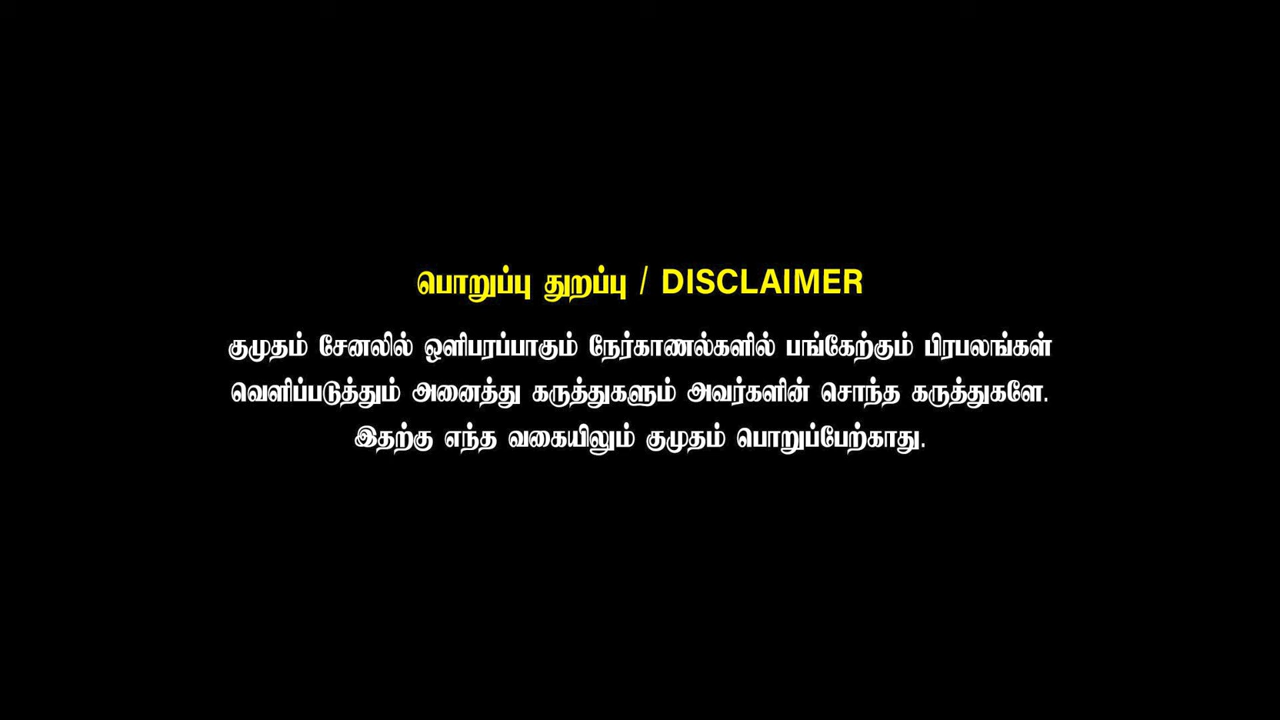 பொறுப்பு துறப்பு / DISCLAIMER
குமுதம் சேனலில் ஒளிபரப்பாகும் நேர்காணல்களில் பங்கேற்கும் பிரபலங்கள்
வெளிப்படுத்தும் அனைத்து கருத்துகளும் அவர்களின் சொந்த கருத்துகளே.
இதற்கு எந்த வகையிலும் குமுதம் பொறுப்பேற்காது.